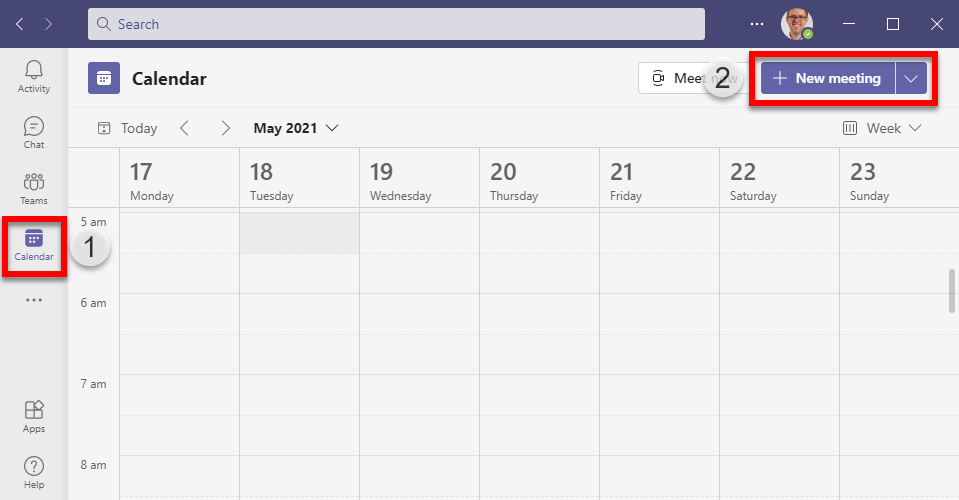 Search
Activity
Chat
Teams
Calendar
Apps
Help
1
Calendar
Meet now
2
New meeting
Today
May 2021
Week
17
Monday
18
Tuesday
19
Wednesday
20
Thursday
21
Friday
22
Saturday
23
Sunday
5 am
6 am
7 am
8 am